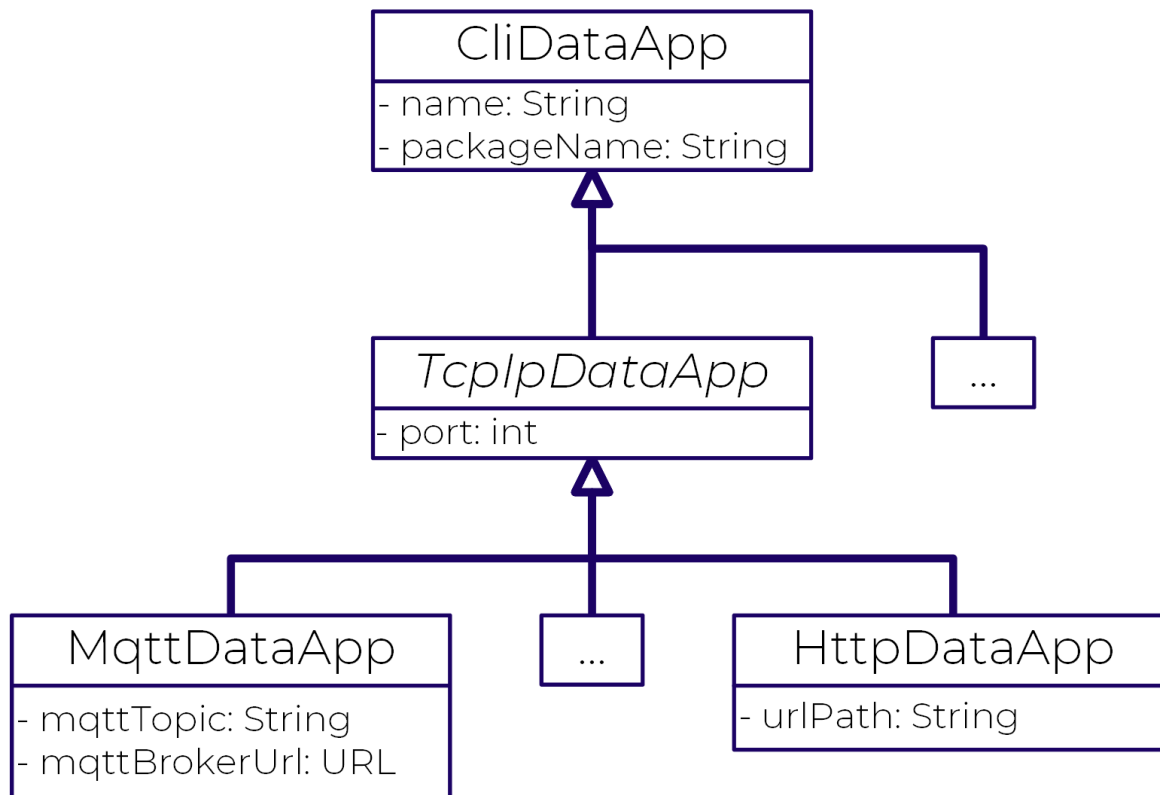 CliDataApp
- name: String
- packageName: String
TcpIpDataApp
- port: int
...
MqttDataApp
- mqttTopic: String
- mqttBrokerUrl: URL
...
HttpDataApp
- urlPath: String